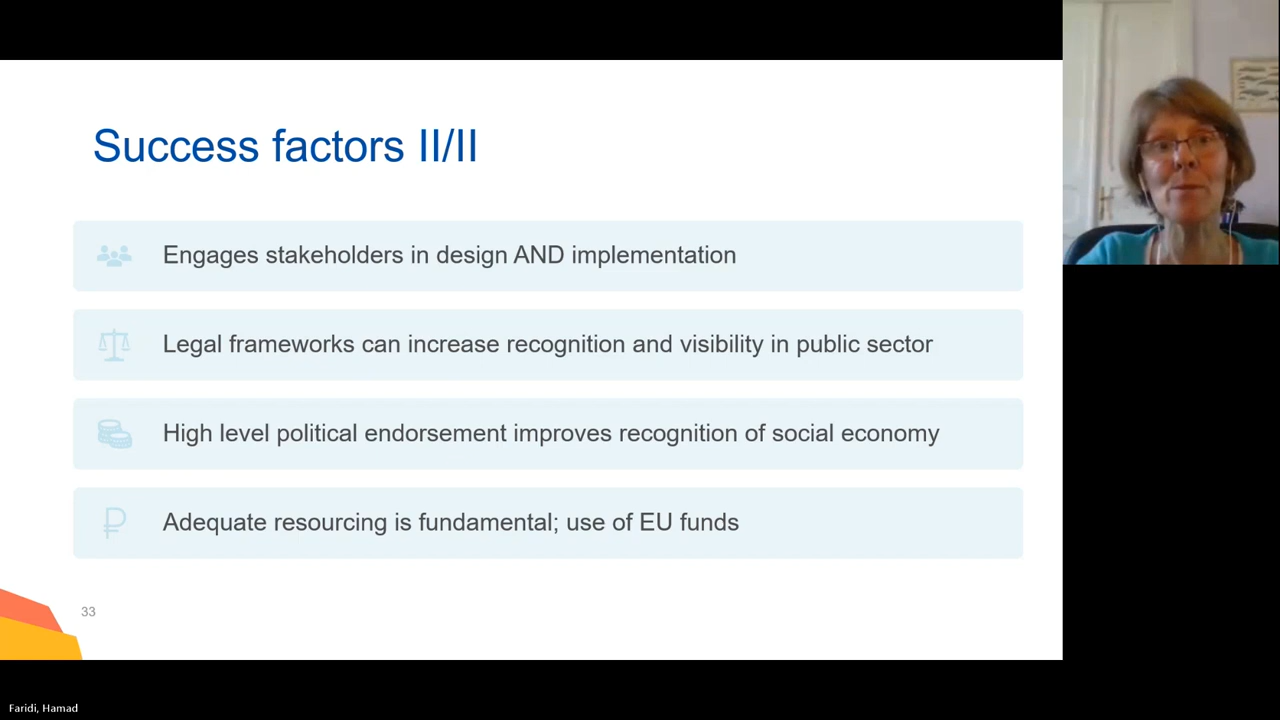 Success factors II/II
Engages stakeholders in design AND implementation
Legal frameworks can increase recognition and visibility in public sector
High level political endorsement improves recognition of social economy
Adequate resourcing is fundamental; use of EU funds
33
Faridi, Hamad